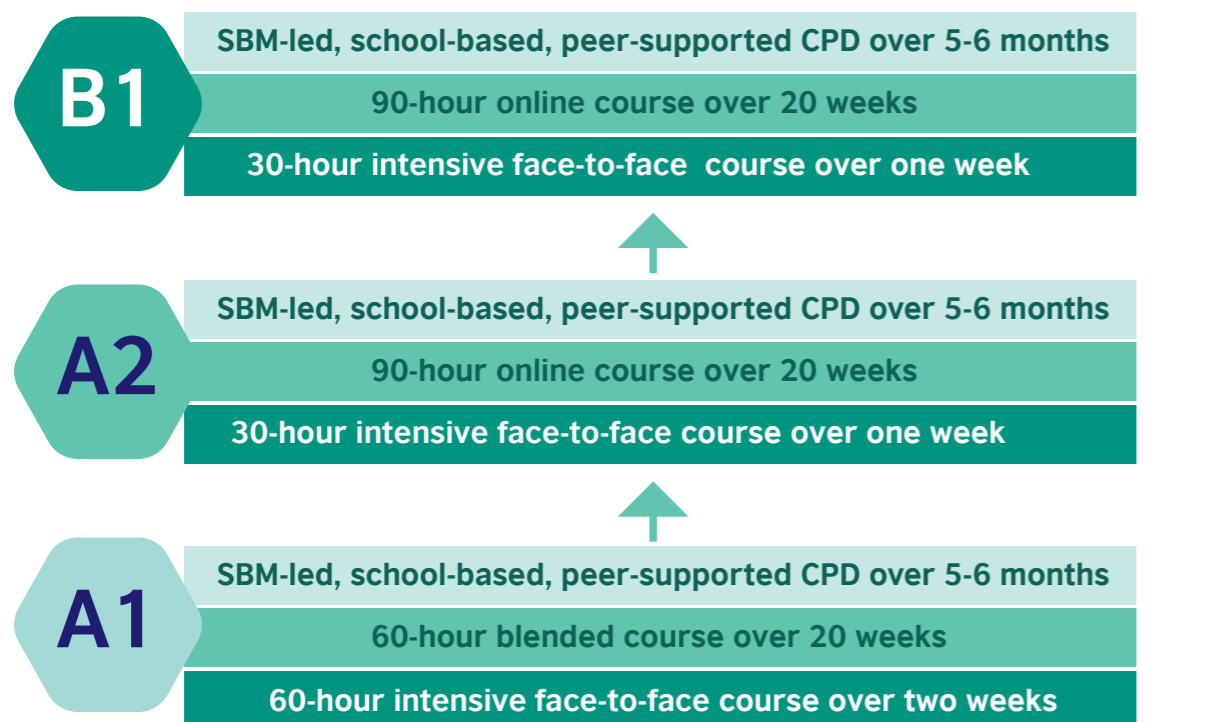 B1
SBM-led, school-based, peer-supported CPD over 5-6 months
90-hour online course over 20 weeks
30-hour intensive face-to-face course over one week
A2
SBM-led, school-based, peer-supported CPD over 5-6 months
90-hour online course over 20 weeks
30-hour intensive face-to-face course over one week
A1
SBM-led, school-based, peer-supported CPD over 5-6 months
60-hour blended course over 20 weeks
60-hour intensive face-to-face course over two weeks